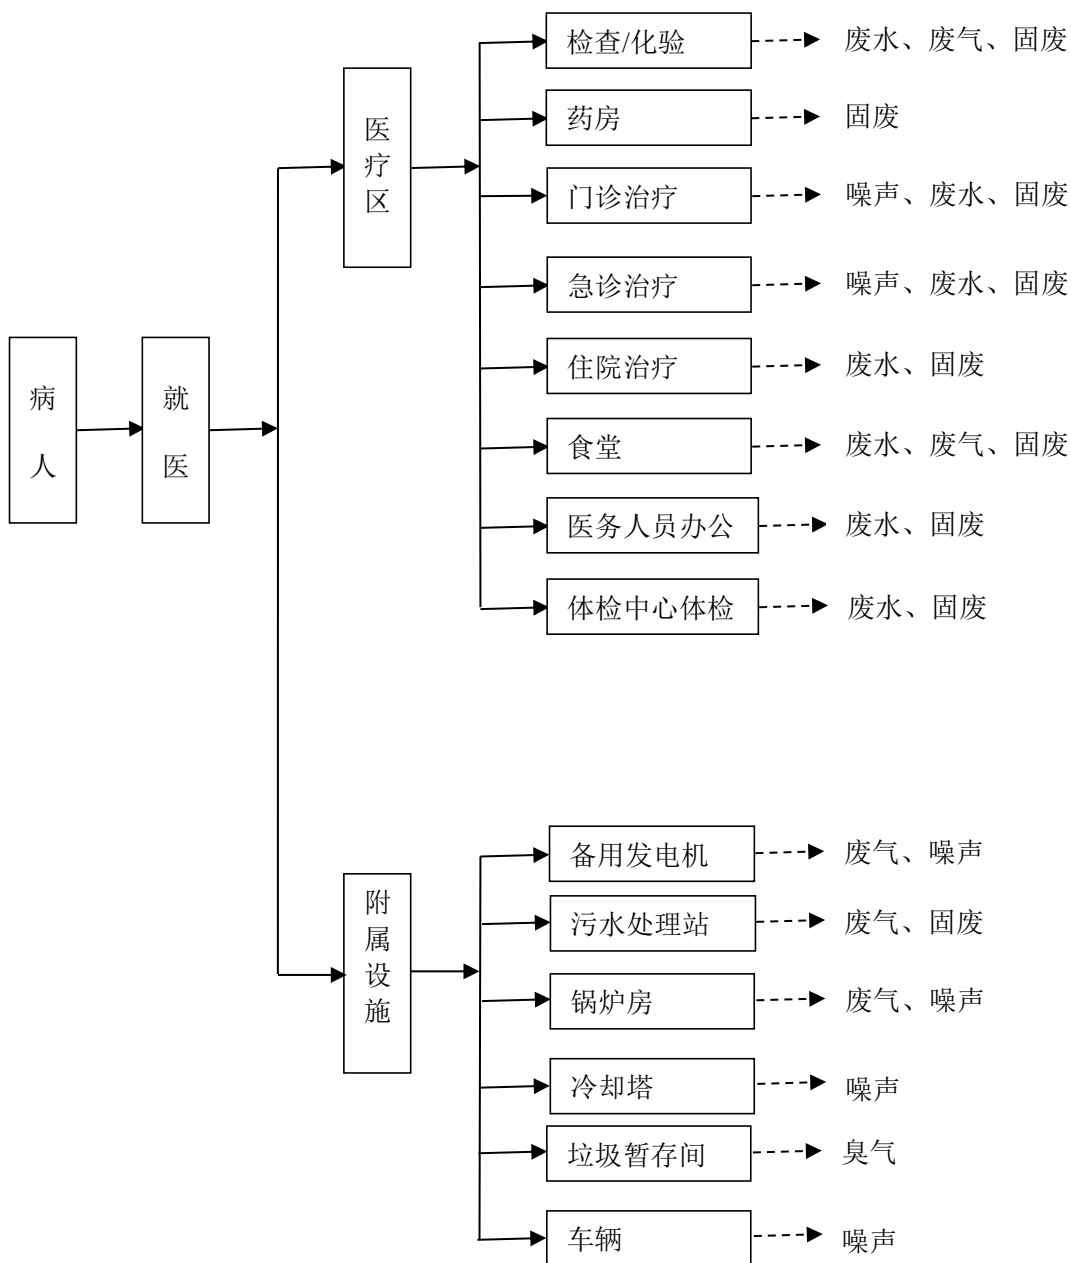 病人
就医
医疗区
检查/化验
废水、废气、固废
药房
固废
门诊治疗
噪声、废水、固废
急诊治疗
噪声、废水、固废
住院治疗
废水、固废
食堂
废水、废气、固废
医务人员办公
废水、固废
体检中心体检
废水、固废
附属设施
备用发电机
废气、噪声
污水处理站
废气、固废
锅炉房
废气、噪声
冷却塔
噪声
垃圾暂存间
臭气
车辆
噪声